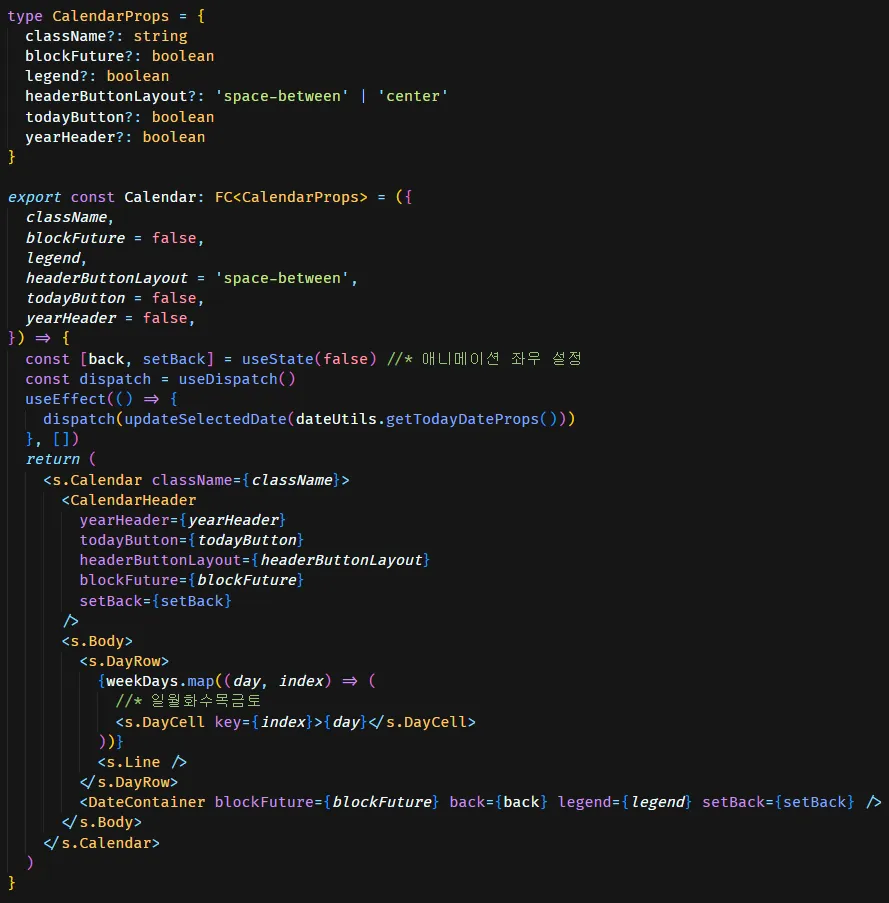 type CalendarProps = {
  className?: string
  blockFuture?: boolean
  legend?: boolean
  headerButtonLayout?: 'space-between' | 'center'
  todayButton?: boolean
  yearHeader?: boolean
}

export const Calendar: FC<CalendarProps> = ({
  className,
  blockFuture = false,
  legend,
  headerButtonLayout = 'space-between',
  todayButton = false,
  yearHeader = false,
}) => {
  const [back, setBack] = useState(false) //* 애니메이션 좌우 설정
  const dispatch = useDispatch()
  useEffect(() => {
    dispatch(updateSelectedDate(dateUtils.getTodayDateProps()))
  }, [])
  return (
    <s.Calendar className={className}>
      <CalendarHeader
        yearHeader={yearHeader}
        todayButton={todayButton}
        headerButtonLayout={headerButtonLayout}
        blockFuture={blockFuture}
        setBack={setBack}
      />
      <s.Body>
        <s.DayRow>
          {weekDays.map((day, index) => (
            //* 일월화수목금토
            <s.DayCell key={index}>{day}</s.DayCell>
          ))}
          <s.Line />
        </s.DayRow>
        <DateContainer blockFuture={blockFuture} back={back} legend={legend} setBack={setBack} />
      </s.Body>
    </s.Calendar>
  )
}